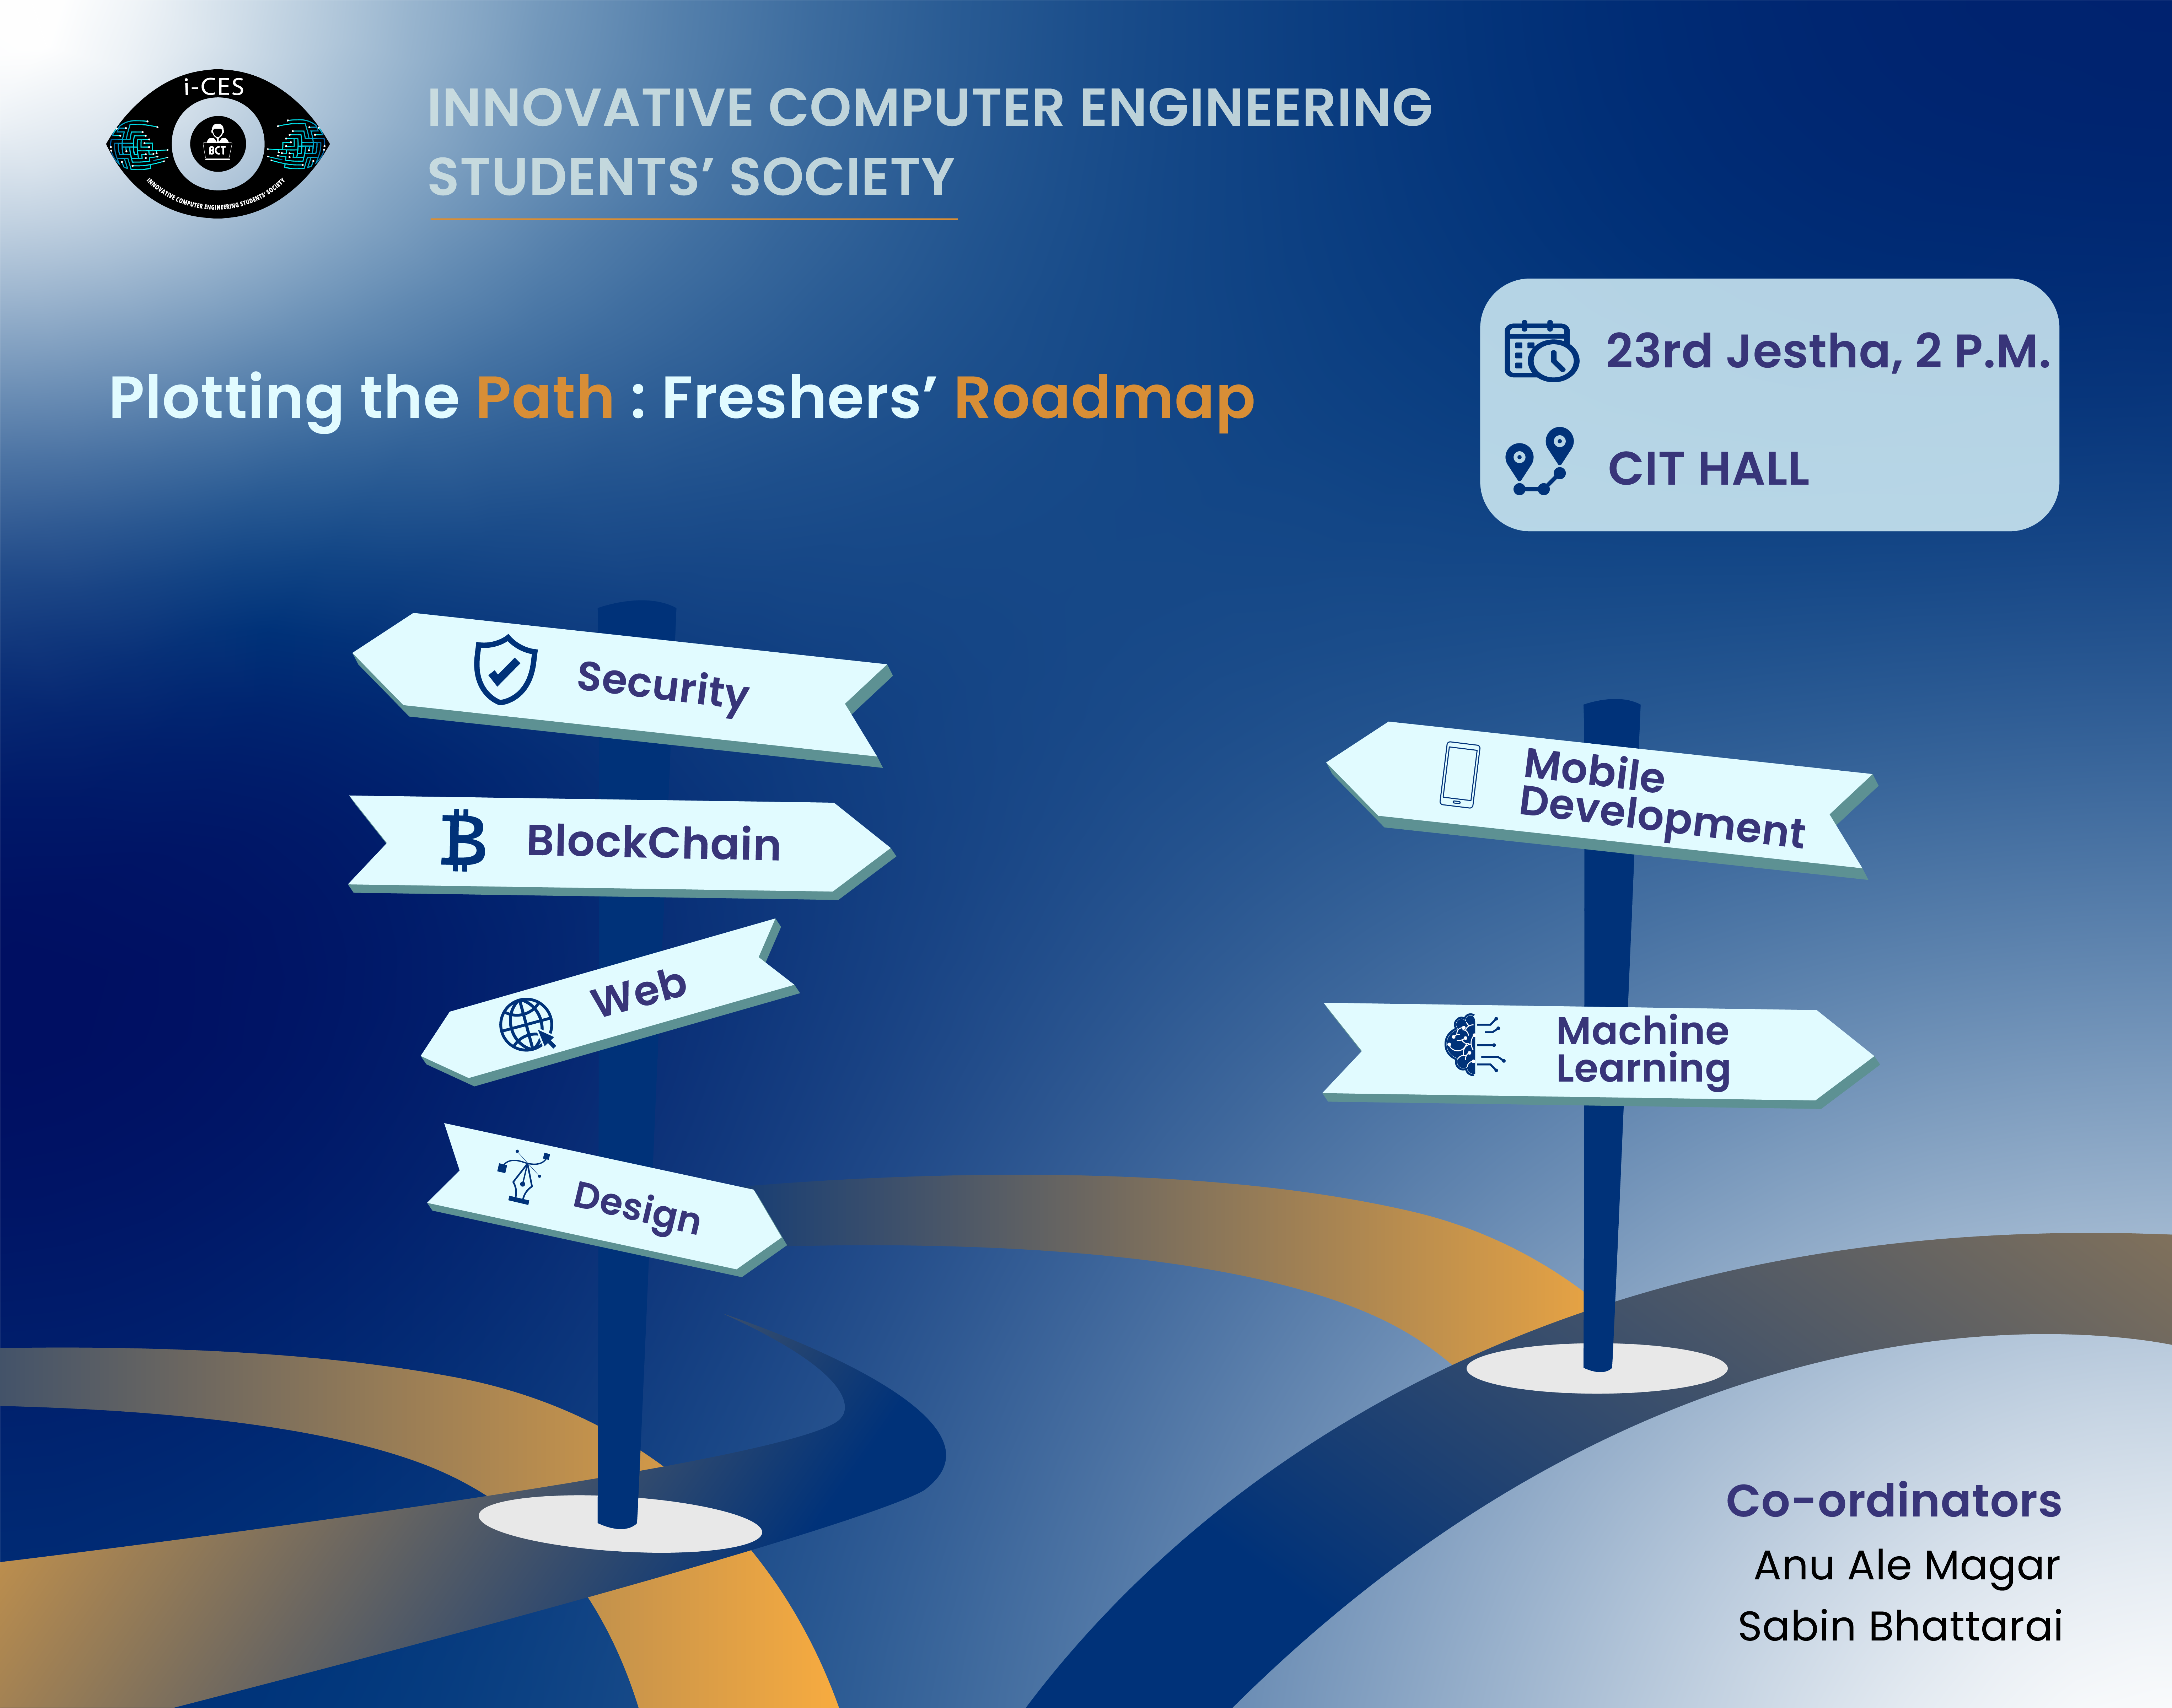 i-CES
BCT
INNOVATIVE COMPUTER ENGINEERING STUDENTS' SOCIETY
INNOVATIVE COMPUTER ENGINEERING
STUDENTS’ SOCIETY
Plotting the Path : Freshers’ Roadmap
23rd Jestha, 2 P.M.
CIT HALL
Security
BlockChain
Web
Design
Mobile
Development
Machine
Learning
Co-ordinators
Anu Ale Magar
Sabin Bhattarai